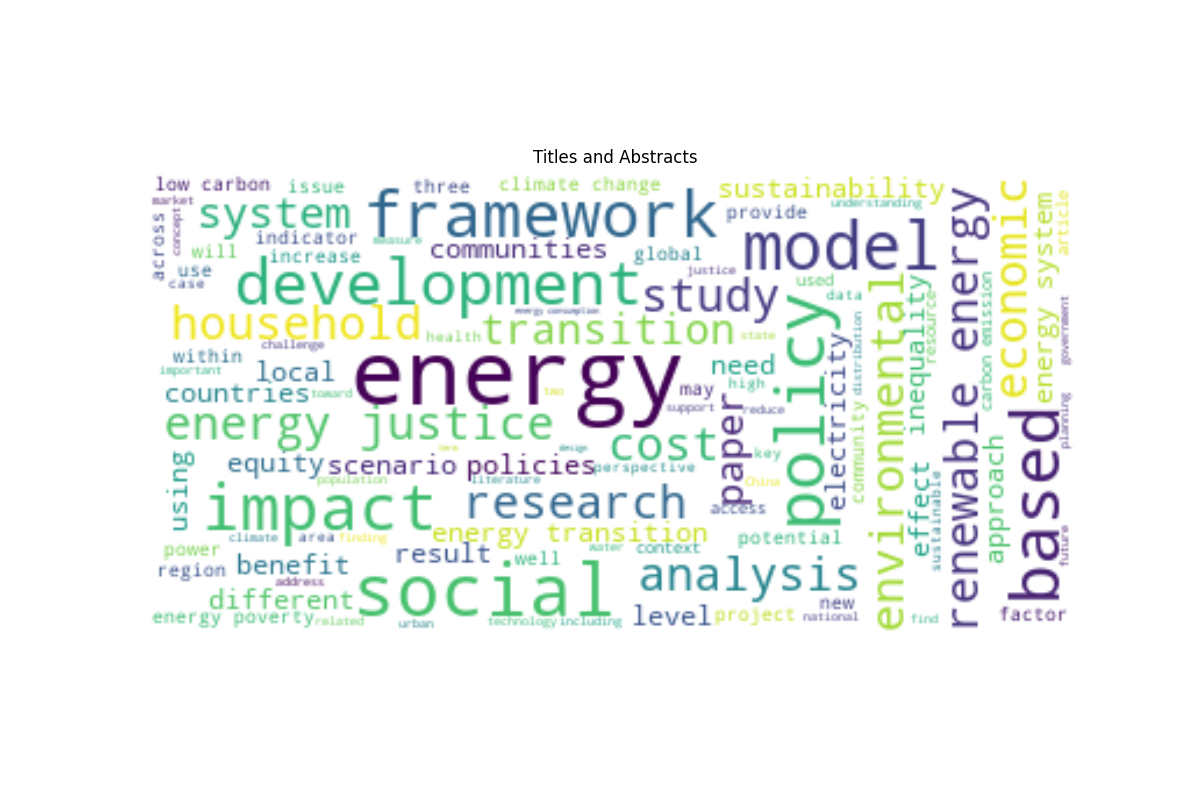 Titles and Abstracts
low carbon
issue
three
climate change
sustainability
understanding
market
concept
across
system
framework
provide
will
indicator
measure
communities
global
model
increase
use
case
development
justice
study
used
data
household
energy consumption
transition
health
state
challenge
within
important
local
energy
two
need
high
may
countries
toward
support
reduce
energy justice
cost
paper
policy
electricity
distribution
community
environmental
inequality
resource
renewable energy
economic
energy system
article
carbon emission
government
planning
based
approach
effect
sustainable
future
using
equity
scenario
policies
perspective
key
term
design
population
literature
China
impact
research
access
energy transition
potential
climate
area
finding
power
result
well
water
context
region
benefit
address
analysis
different
social
level
project
new
national
find
factor
energy poverty
related
urban
technology
including